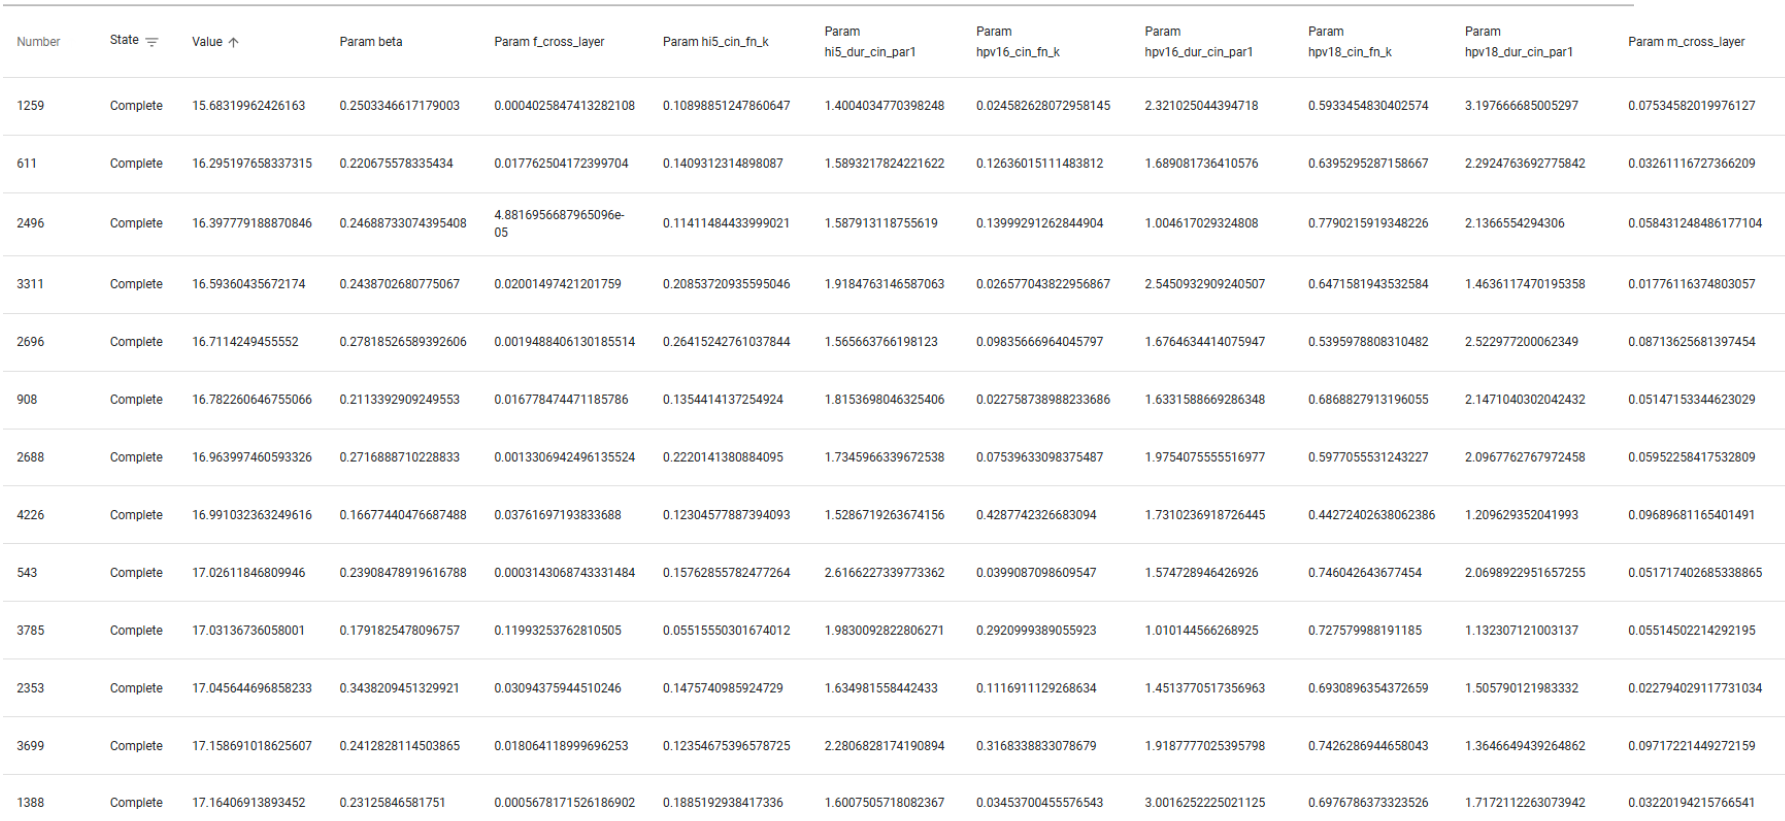 Number State Value ↑ Param beta Param f_cross_layer Param hi5_cin_fn_k Param hi5_dur_cin_par1 Param hpv16_cin_fn_k Param hpv16_dur_cin_par1 Param hpv18_cin_fn_k Param hpv18_dur_cin_par1 Param m_cross_layer
1259 Complete 15.68319962426163 0.2503346617179003 0.0004025847413282108 0.10898851247860647 1.4004034770398248 0.024582628072958145 2.321025044394718 0.5933454830402574 3.197666685005297 0.07534582019976127
611 Complete 16.295197658337315 0.220675578335434 0.017762504172399704 0.1409312314898087 1.5893217824221622 0.12636015111483812 1.689081736410576 0.6395295287158667 2.2924763692775842 0.03261116727366209
2496 Complete 16.397779188870846 0.24688733074395408 4.8816956687965096e-05 0.11411484433999021 1.587913118755619 0.13999291262844904 1.004617029324808 0.7790215919348226 2.1366554294306 0.058431248486177104
3311 Complete 16.59360435672174 0.2438702680775067 0.02001497421201759 0.20853720935595046 1.9184763146587063 0.026577043822956867 2.5450932909240507 0.6471581943532584 1.4636117470195358 0.01776116374803057
2696 Complete 16.7114249455552 0.27818526589392606 0.0019488406130185514 0.26415242761037844 1.565663766198123 0.09835666964045797 1.6764634414075947 0.5395978808310482 2.522977200062349 0.08713625681397454
908 Complete 16.782260646755066 0.2113392909249553 0.016778474471185786 0.1354414137254924 1.8153698046325406 0.022758738988233686 1.6331588669286348 0.6868827913196055 2.1471040302042432 0.05147153344623029
2688 Complete 16.963997460593326 0.2716888710228833 0.0013306942496135524 0.2220141380884095 1.7345966339672538 0.07539633098375487 1.9754075555516977 0.5977055531243227 2.0967762767972458 0.05952258417532809
4226 Complete 16.991032363249616 0.16677440476687488 0.03761697193833688 0.12304577887394093 1.5286719263674156 0.4287742326683094 1.7310236918726445 0.44272402638062386 1.209629352041993 0.09689681165401491
543 Complete 17.02611846809946 0.23908478919616788 0.0003143068743331484 0.15762855782477264 2.6166227339773362 0.0399087098609547 1.574728946426926 0.746042643677454 2.0698922951657255 0.051717402685338865
3785 Complete 17.03136736058001 0.1791825478096757 0.11993253762810505 0.05515550301674012 1.9830092822806271 0.2920999389055923 1.010144566268925 0.727579988191185 1.132307121003137 0.05514502214292195
2353 Complete 17.045644696858233 0.3438209451329921 0.03094375944510246 0.1475740985924729 1.634981558442433 0.1116911129268634 1.4513770517356963 0.6930896354372659 1.505790121983332 0.022794029117731034
3699 Complete 17.158691018625607 0.2412828114503865 0.018064118999696253 0.12354675396578725 2.2806828174190894 0.3168338833078679 1.9187777025395798 0.7426286944658043 1.3646649439264862 0.09717221449272159
1388 Complete 17.16406913893452 0.23125846581751 0.0005678171526186902 0.1885192938417336 1.6007505718082367 0.03453700455576543 3.0016252225021125 0.6976786373323526 1.7172112263073942 0.03220194215766541